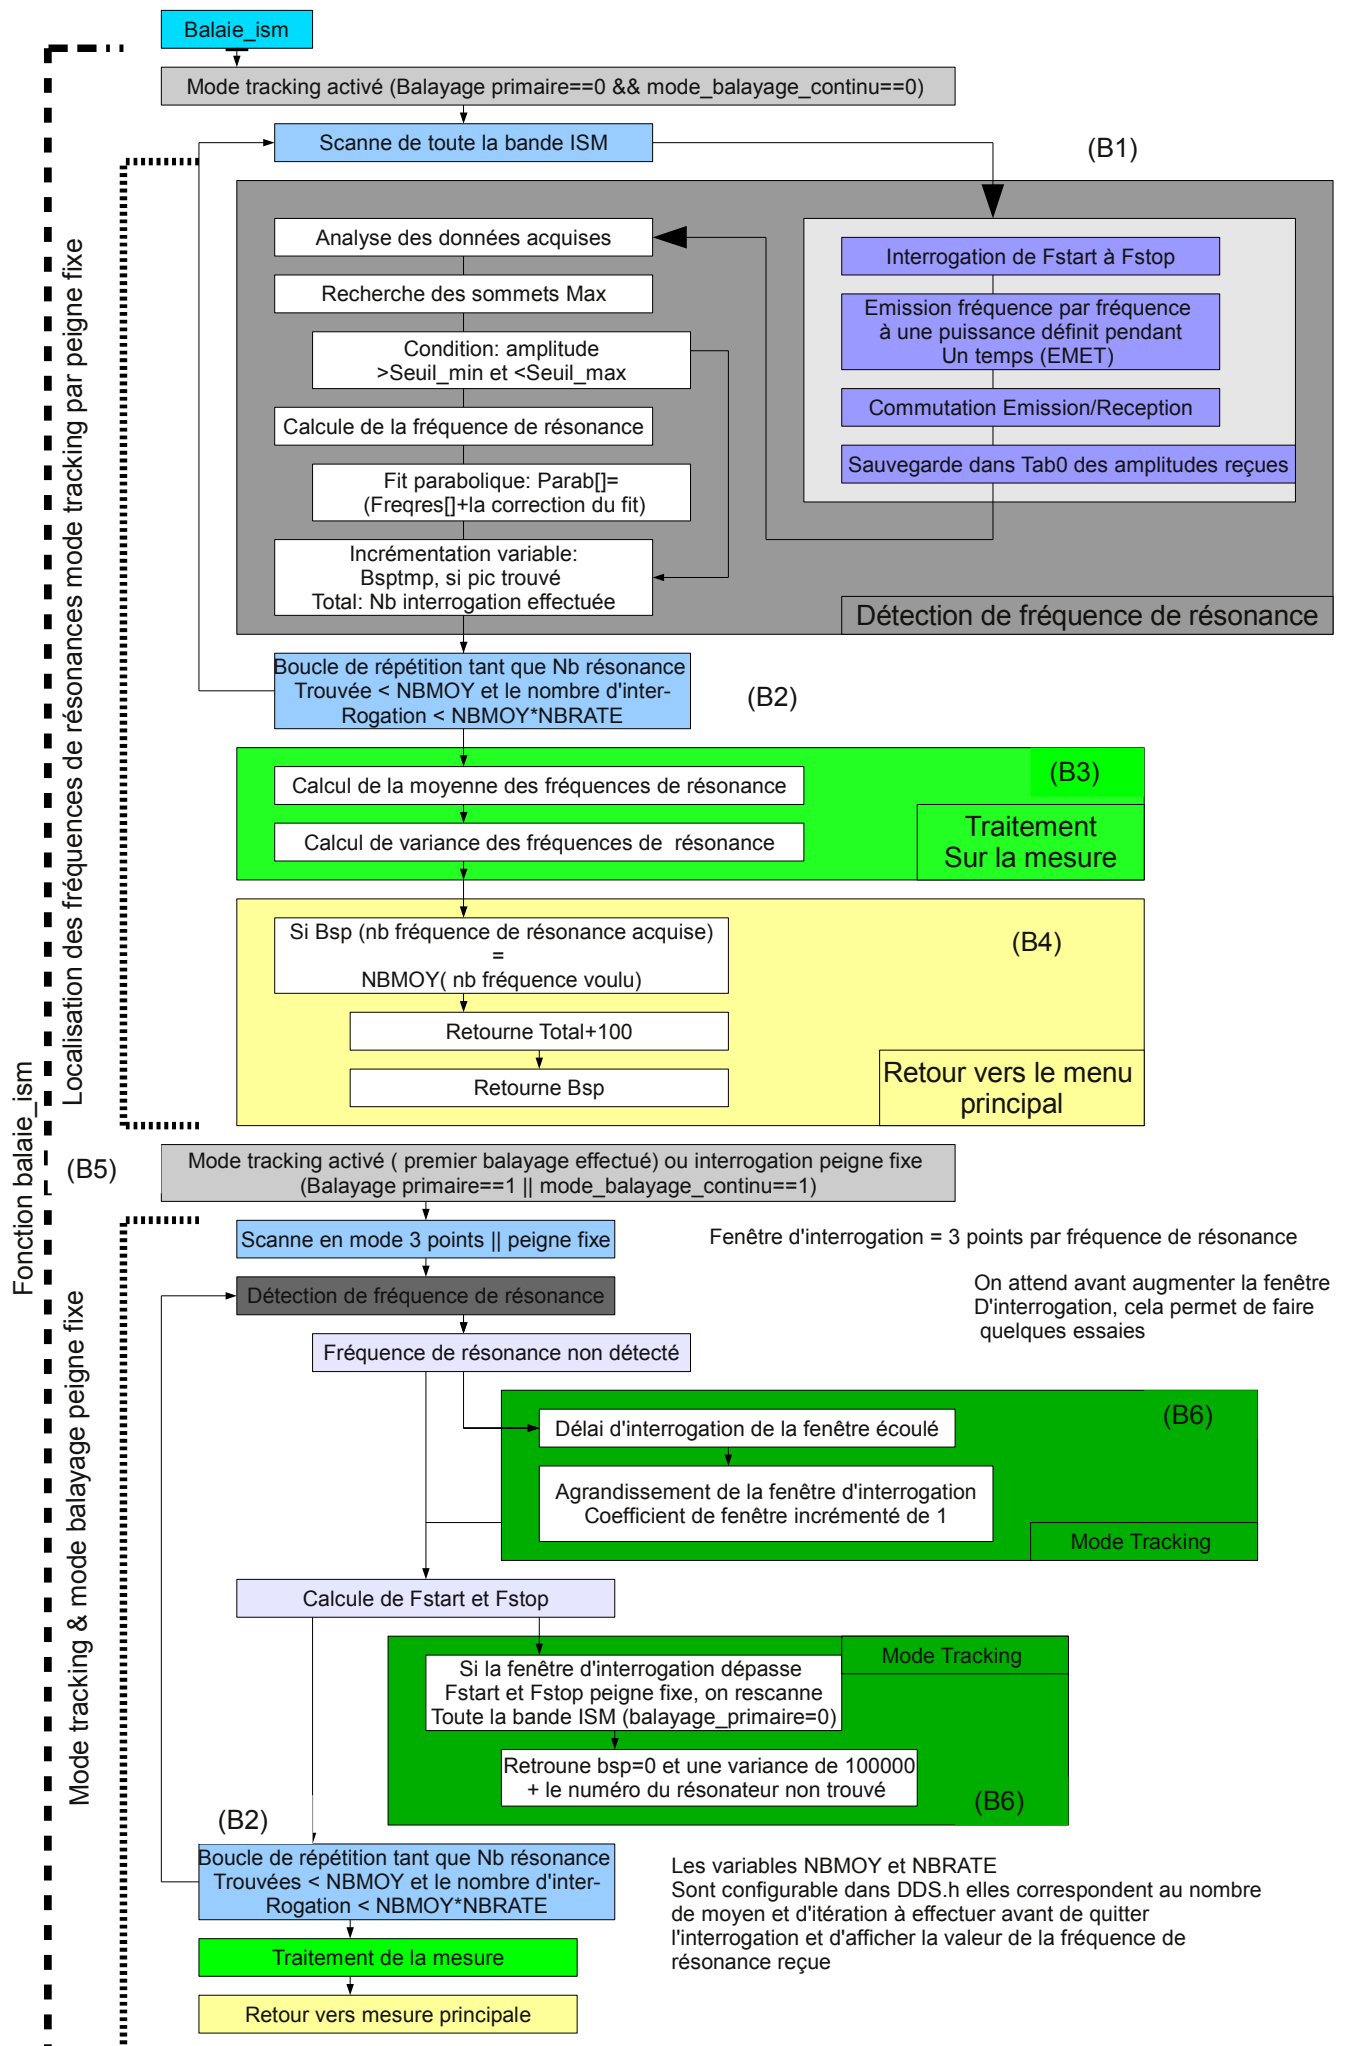 Balaie_ism
Mode tracking activé (Balayage primaire==0 && mode_balayage_continu==0)
Scanne de toute la bande ISM
(B1)
Analyse des données acquises
Recherche des sommets Max
Condition: amplitude
>Seuil_min et <Seuil_max
Calcule de la fréquence de résonance
Fit parabolique: Parab[]=
(Freqres[]+la correction du fit)
Incrémentation variable:
Bsptmp, si pic trouvé
Total: Nb interrogation effectuée
Interrogation de Fstart à Fstop
Emission fréquence par fréquence
à une puissance définit pendant
Un temps (EMET)
Commutation Emission/Reception
Sauvegarde dans Tab0 des amplitudes reçues
Détection de fréquence de résonance
Boucle de répétition tant que Nb résonance
Trouvée < NBMOY et le nombre d'inter-
Rogation < NBMOY*NBRATE
(B2)
Calcul de la moyenne des fréquences de résonance
Calcul de variance des fréquences de  résonance
(B3)
Traitement
Sur la mesure
Si Bsp (nb fréquence de résonance acquise)
=
NBMOY( nb fréquence voulu)
Retourne Total+100
Retourne Bsp
(B4)
Retour vers le menu
principal
Localisation des fréquences de résonances mode tracking par peigne fixe
Fonction balaie_ism
(B5)
Mode tracking activé ( premier balayage effectué) ou interrogation peigne fixe
(Balayage primaire==1 || mode_balayage_continu==1)
Scanne en mode 3 points || peigne fixe
Fenêtre d'interrogation = 3 points par fréquence de résonance
Détection de fréquence de résonance
On attend avant augmenter la fenêtre
D'interrogation, cela permet de faire
quelques essaies
Fréquence de résonance non détecté
(B6)
Délai d'interrogation de la fenêtre écoulé
Agrandissement de la fenêtre d'interrogation
Coefficient de fenêtre incrémenté de 1
Mode Tracking
Calcule de Fstart et Fstop
Mode Tracking
Si la fenêtre d'interrogation dépasse
Fstart et Fstop peigne fixe, on rescanne
Toute la bande ISM (balayage_primaire=0)
Retroune bsp=0 et une variance de 100000
+ le numéro du résonateur non trouvé
(B6)
Mode tracking & mode balayage peigne fixe
(B2)
Boucle de répétition tant que Nb résonance
Trouvées < NBMOY et le nombre d'inter-
Rogation < NBMOY*NBRATE
Les variables NBMOY et NBRATE
Sont configurable dans DDS.h elles correspondent au nombre
de moyen et d'itération à effectuer avant de quitter
l'interrogation et d'afficher la valeur de la fréquence de
résonance reçue
Traitement de la mesure
Retour vers mesure principale